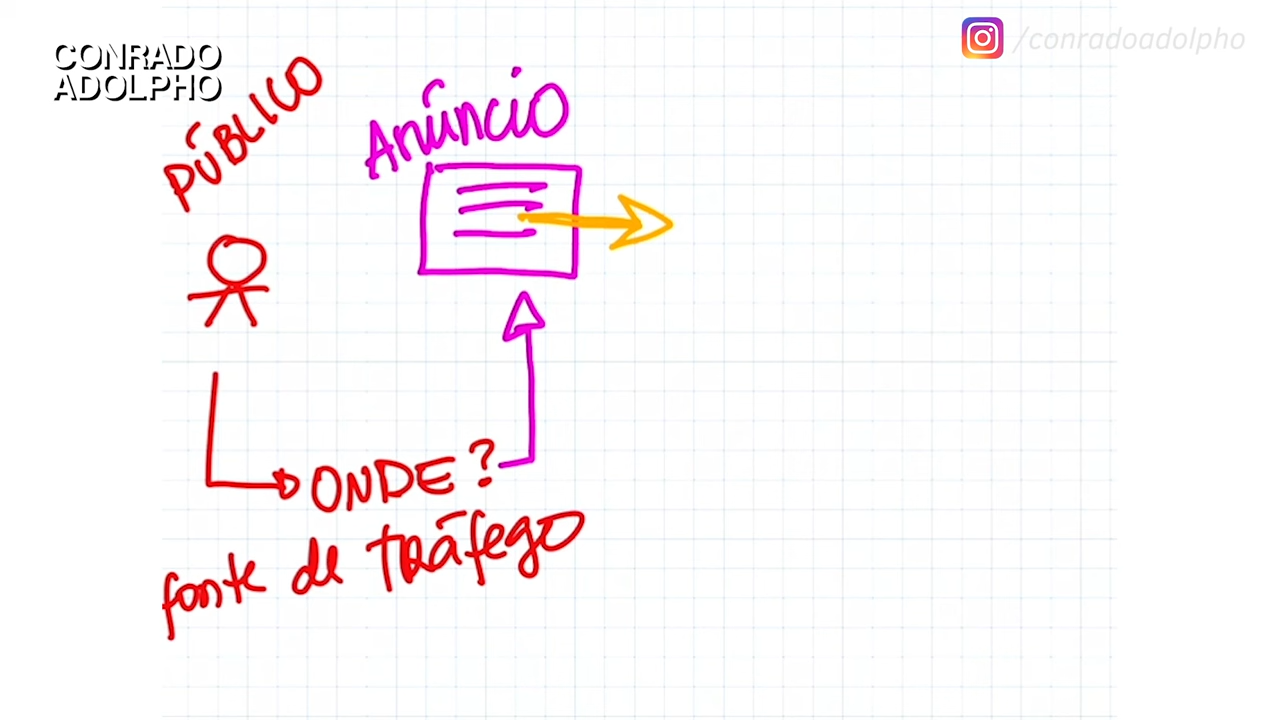 CONRADO
ADOLPHO
/conradoadolpho
PÚBLICO
Anúncio
ONDE?
fonte de tráfego